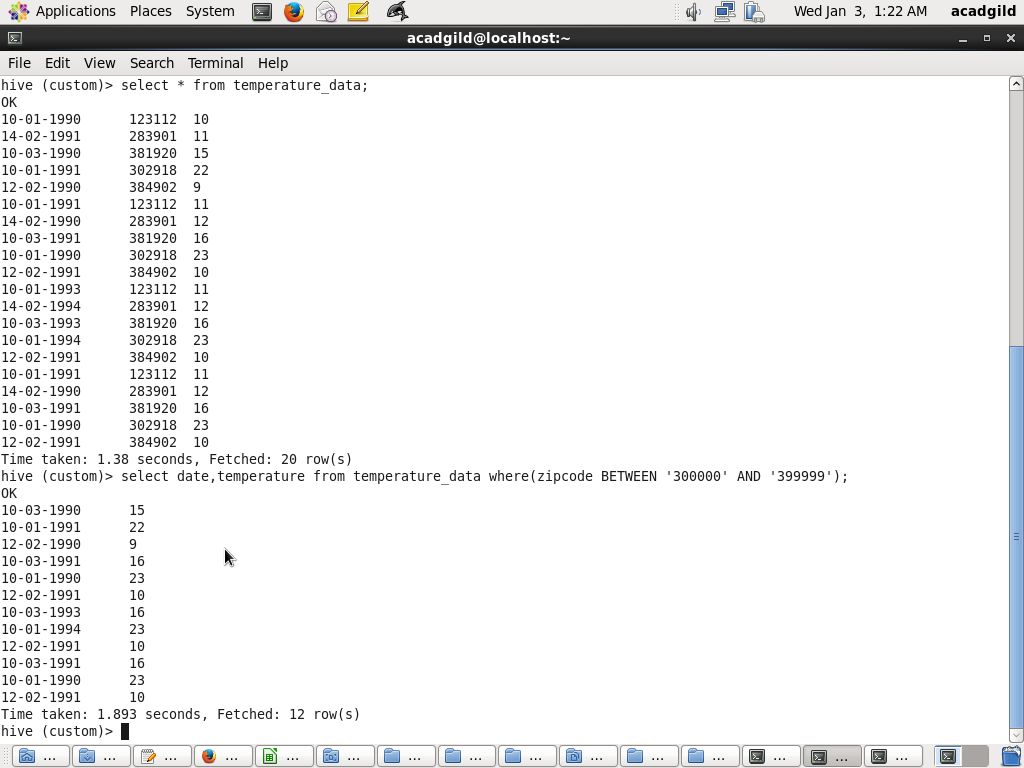 Applications Places System Wed Jan 3, 1:22 AM acadgild
acadgild@localhost:~
File Edit View Search Terminal Help
hive (custom)> select * from temperature_data;
OK
10-01-1990 123112 10
14-02-1991 283901 11
10-03-1990 381920 15
10-01-1991 302918 22
12-02-1990 384902 9
10-01-1991 123112 11
14-02-1990 283901 12
10-03-1991 381920 16
10-01-1990 302918 23
12-02-1991 384902 10
10-01-1993 123112 11
14-02-1994 283901 12
10-03-1993 381920 16
10-01-1994 302918 23
12-02-1991 384902 10
10-01-1991 123112 11
14-02-1990 283901 12
10-03-1991 381920 16
10-01-1990 302918 23
12-02-1991 384902 10
Time taken: 1.38 seconds, Fetched: 20 row(s)
hive (custom)> select date,temperature from temperature_data where(zipcode BETWEEN '300000' AND '399999');
OK
10-03-1990 15
10-01-1991 22
12-02-1990 9
10-03-1991 16
10-01-1990 23
12-02-1991 10
10-03-1993 16
10-01-1994 23
12-02-1991 10
10-03-1991 16
10-01-1990 23
12-02-1991 10
Time taken: 1.893 seconds, Fetched: 12 row(s)
hive (custom)>
... ... ... ... ... ... ... ... ... ... ... ... ... ... ...